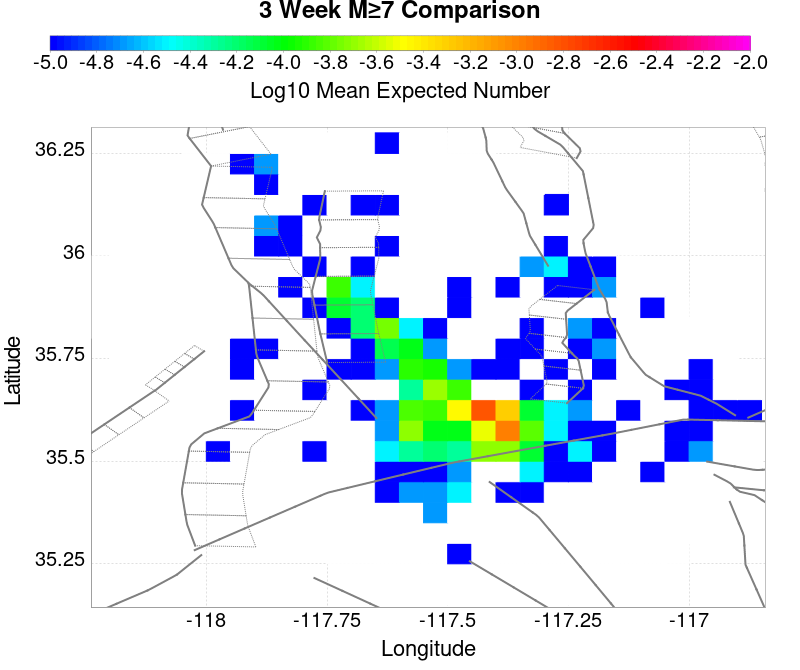 3 Week M≥7 Comparison
-5.0 -4.8 -4.6 -4.4 -4.2 -4.0 -3.8 -3.6 -3.4 -3.2 -3.0 -2.8 -2.6 -2.4 -2.2 -2.0
Log10 Mean Expected Number
36.25
36
35.75
35.5
35.25
Latitude
-118 -117.75 -117.5 -117.25 -117
Longitude